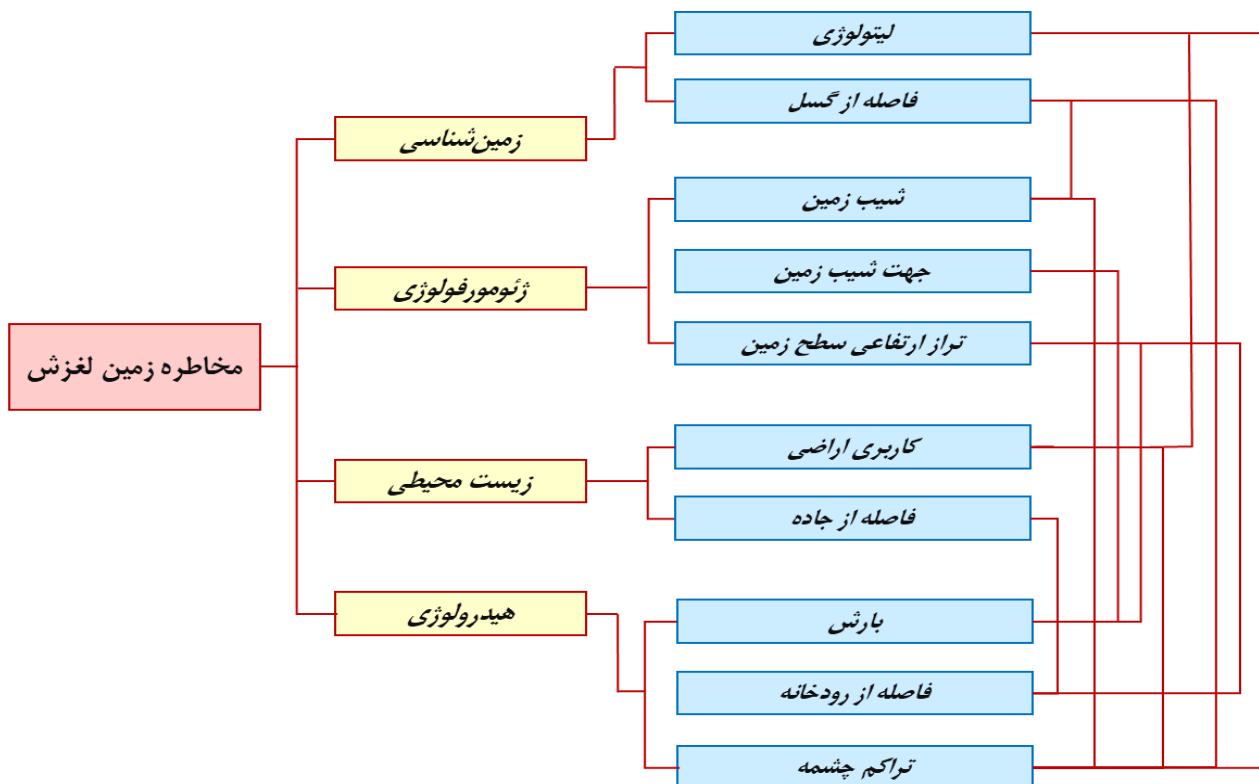 مخاطره زمین لغزش
زمین‌شناسی
لیتولوژی
فاصله از گسل
ژئومورفولوژی
شیب زمین
جهت شیب زمین
تراز ارتفاعی سطح زمین
زیست محیطی
کاربری اراضی
فاصله از جاده
هیدرولوژی
بارش
فاصله از رودخانه
تراکم چشمه